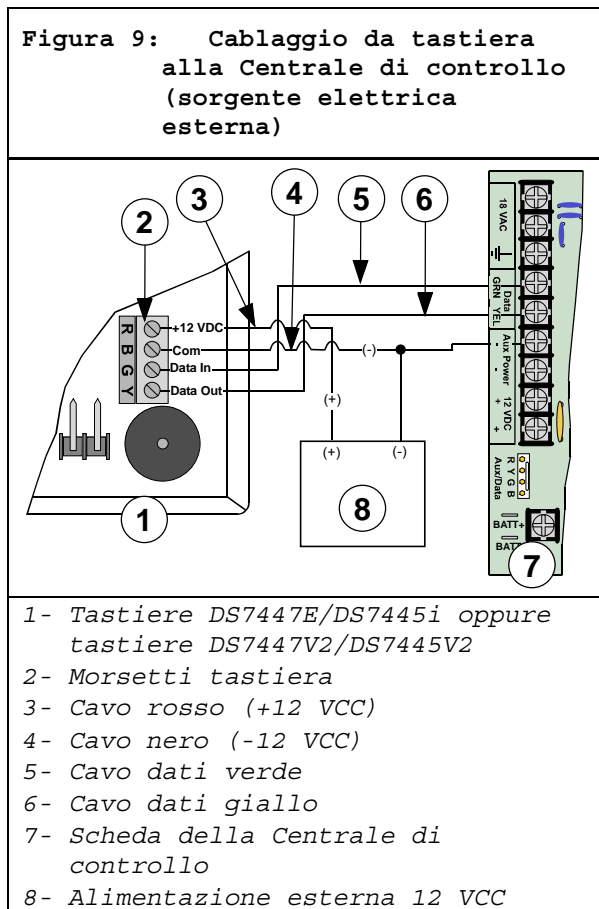 Figura 9: Cablaggio da tastiera
alla Centrale di controllo
(sorgente elettrica
esterna)
2
3
4
5
6
18 VAC
GRN Data YEL
- Aux Power -
+ 12 VDC +
R Y G B
Aux/Data
BATT+
7
R
B
G
Y
+12 VDC
Com
Data In
Data Out
(-)
(+)
(+)
(-)
8
1
1- Tastiere DS7447E/DS7445i oppure
tastiere DS7447V2/DS7445V2
2- Morsetti tastiera
3- Cavo rosso (+12 VCC)
4- Cavo nero (-12 VCC)
5- Cavo dati verde
6- Cavo dati giallo
7- Scheda della Centrale di
controllo
8- Alimentazione esterna 12 VCC